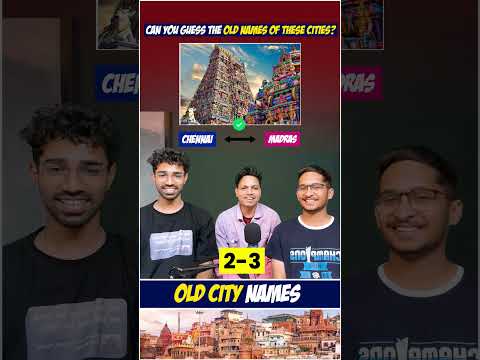 CAN YOU GUESS THE OLD NAMES OF THESE CITIES?
CHENNAI
MADRAS
2-3
OLD CITY NAMES